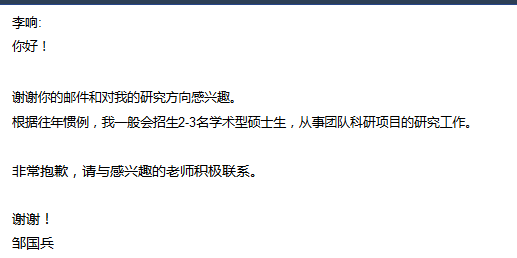 李响:
你好！
谢谢你的邮件和对我的研究方向感兴趣。
根据往年惯例，我一般会招生2-3名学术型硕士生，从事团队科研项目的研究工作。
非常抱歉，请与感兴趣的老师积极联系。
谢谢！
邹国兵